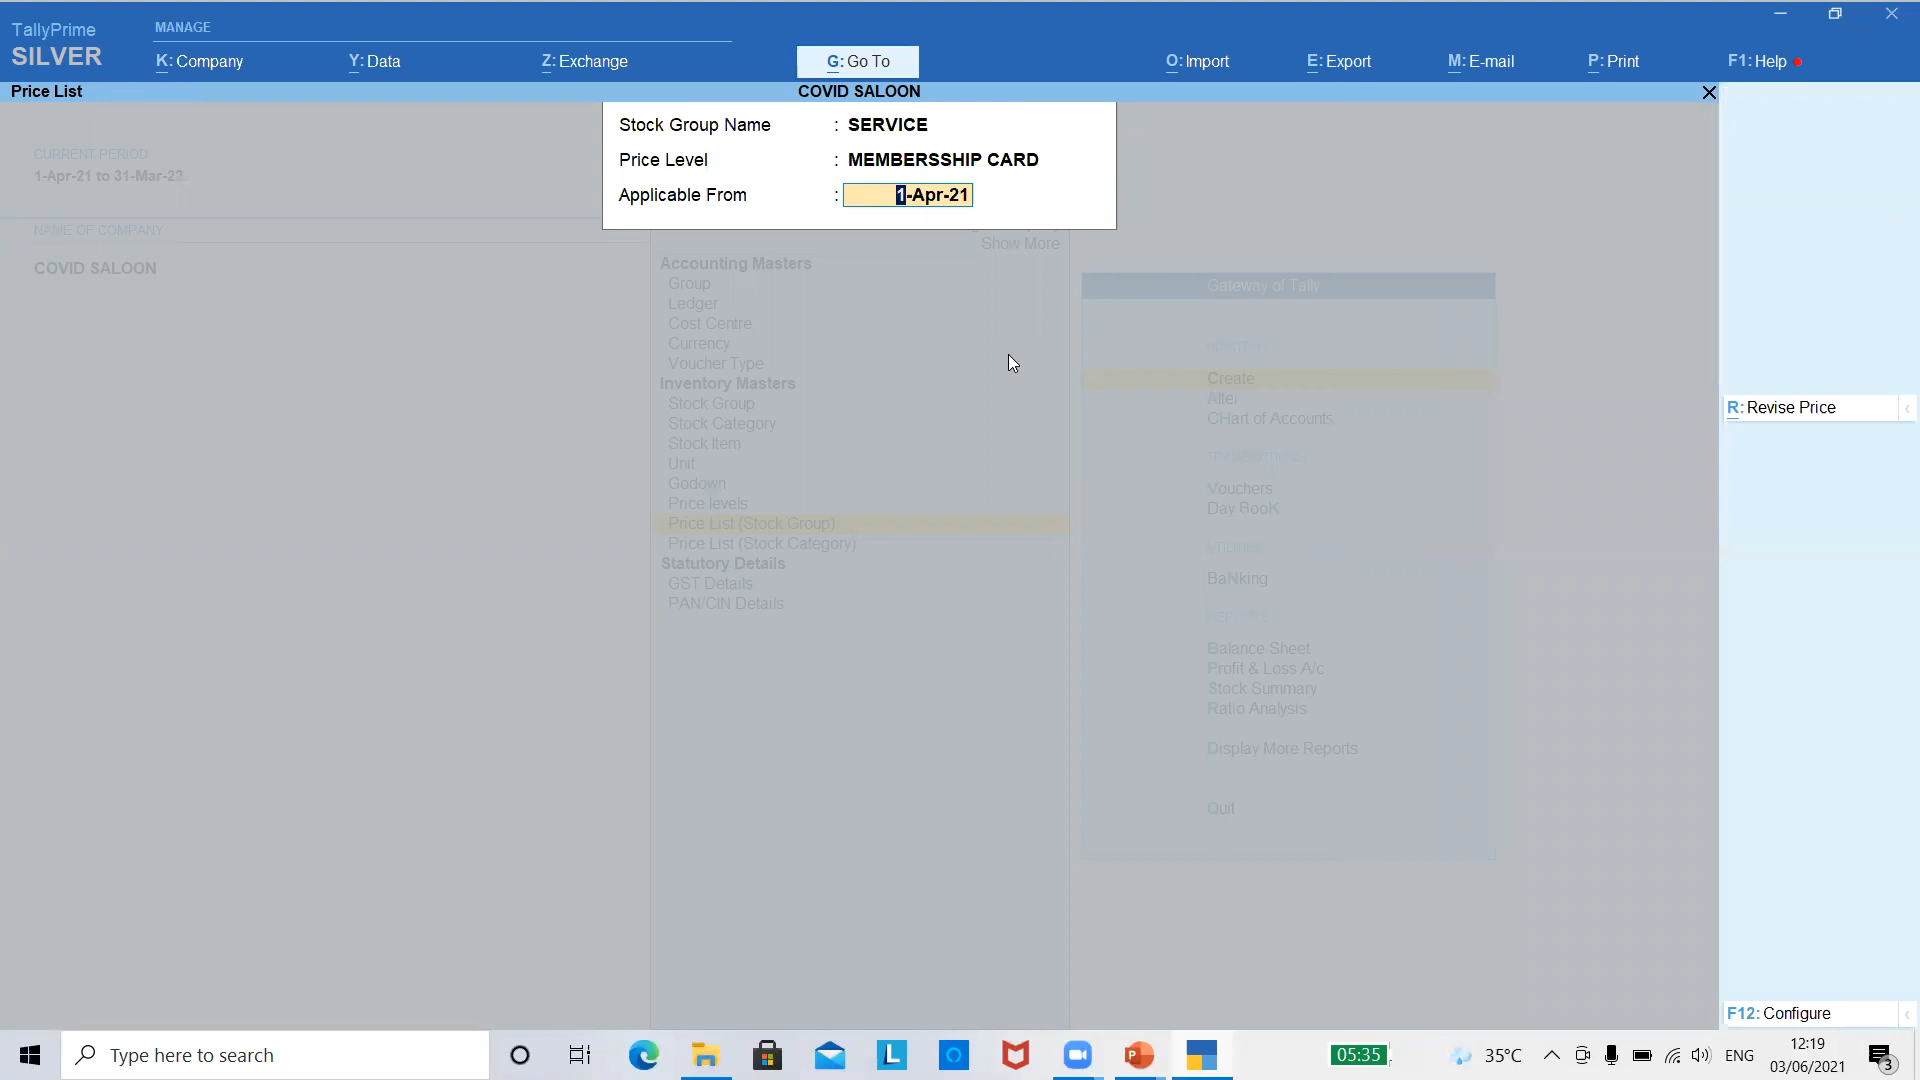 TallyPrime
SILVER
MANAGE
K: Company
Y: Data
Z: Exchange
G: Go To
O: Import
E: Export
M: E-mail
P: Print
F1: Help
Price List
COVID SALOON
Stock Group Name : SERVICE
Price Level : MEMBERSSHIP CARD
Applicable From : 1-Apr-21
CURRENT PERIOD
1-Apr-21 to 31-Mar-22
NAME OF COMPANY
COVID SALOON
Show More
Accounting Masters
Group
Ledger
Cost Centre
Currency
Voucher Type
Inventory Masters
Stock Group
Stock Category
Stock Item
Unit
Godown
Price levels
Price List (Stock Group)
Price List (Stock Category)
Statutory Details
GST Details
PAN/CIN Details
Gateway of Tally
Create
Alter
CHart of Accounts
Vouchers
Day BooK
BaNking
Balance Sheet
Profit & Loss A/c
Stock Summary
Ratio Analysis
Display More Reports
Quit
R: Revise Price
F12: Configure
Type here to search
05:35
35°C
ENG
12:19
03/06/2021
3